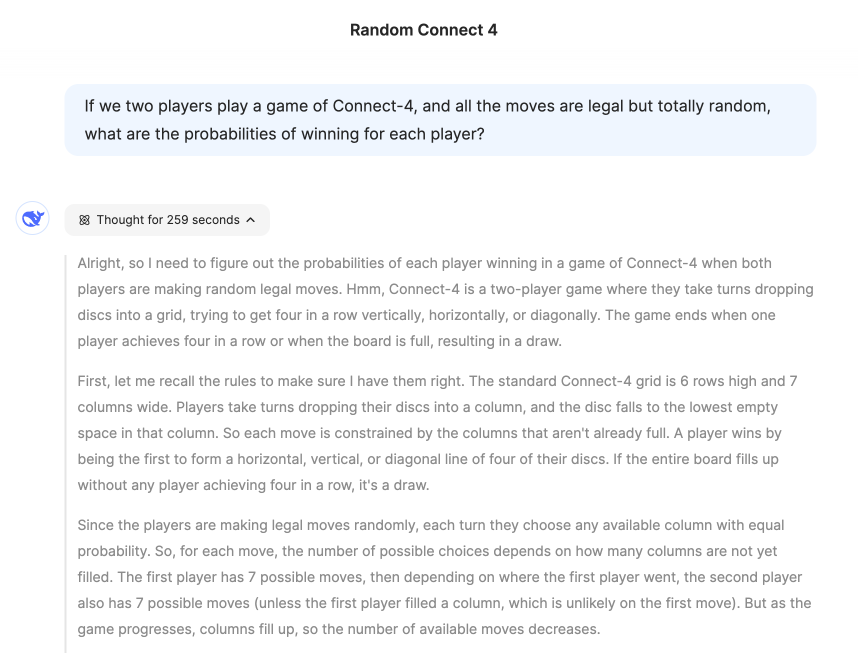 Random Connect 4
If we two players play a game of Connect-4, and all the moves are legal but totally random,
what are the probabilities of winning for each player?
Thought for 259 seconds
Alright, so I need to figure out the probabilities of each player winning in a game of Connect-4 when both
players are making random legal moves. Hmm, Connect-4 is a two-player game where they take turns dropping
discs into a grid, trying to get four in a row vertically, horizontally, or diagonally. The game ends when one
player achieves four in a row or when the board is full, resulting in a draw.
First, let me recall the rules to make sure I have them right. The standard Connect-4 grid is 6 rows high and 7
columns wide. Players take turns dropping their discs into a column, and the disc falls to the lowest empty
space in that column. So each move is constrained by the columns that aren't already full. A player wins by
being the first to form a horizontal, vertical, or diagonal line of four of their discs. If the entire board fills up
without any player achieving four in a row, it's a draw.
Since the players are making legal moves randomly, each turn they choose any available column with equal
probability. So, for each move, the number of possible choices depends on how many columns are not yet
filled. The first player has 7 possible moves, then depending on where the first player went, the second player
also has 7 possible moves (unless the first player filled a column, which is unlikely on the first move). But as the
game progresses, columns fill up, so the number of available moves decreases.